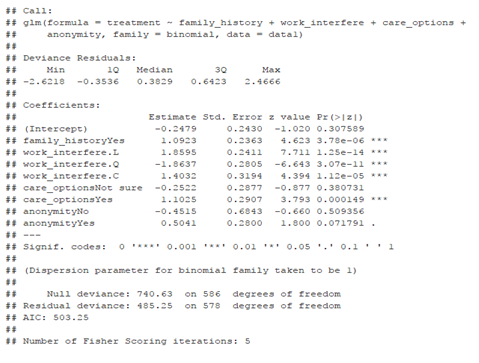 ## Call:
## glm(formula = treatment ~ family_history + work_interfere + care_options +
##     anonymity, family = binomial, data = data1)
##
## Deviance Residuals:
##     Min       1Q   Median       3Q      Max
## -2.6218  -0.3536   0.3829   0.6423   2.4666
##
## Coefficients:
##                      Estimate Std. Error z value Pr(>|z|)
## (Intercept)           -0.2479     0.2430  -1.020 0.307589
## family_historyYes      1.0923     0.2363   4.623 3.78e-06 ***
## work_interfere.L       1.8595     0.2411   7.711 1.25e-14 ***
## work_interfere.Q      -1.8637     0.2805  -6.643 3.07e-11 ***
## work_interfere.C       1.4032     0.3194   4.394 1.12e-05 ***
## care_optionsNot sure  -0.2522     0.2877  -0.877 0.380731
## care_optionsYes        1.1025     0.2907   3.793 0.000149 ***
## anonymityNo           -0.4515     0.6843  -0.660 0.509356
## anonymityYes           0.5041     0.2800   1.800 0.071791 .
## ---
## Signif. codes:  0 '***' 0.001 '**' 0.01 '*' 0.05 '.' 0.1 ' ' 1
##
## (Dispersion parameter for binomial family taken to be 1)
##
##     Null deviance: 740.63  on 586  degrees of freedom
## Residual deviance: 485.25  on 578  degrees of freedom
## AIC: 503.25
##
## Number of Fisher Scoring iterations: 5